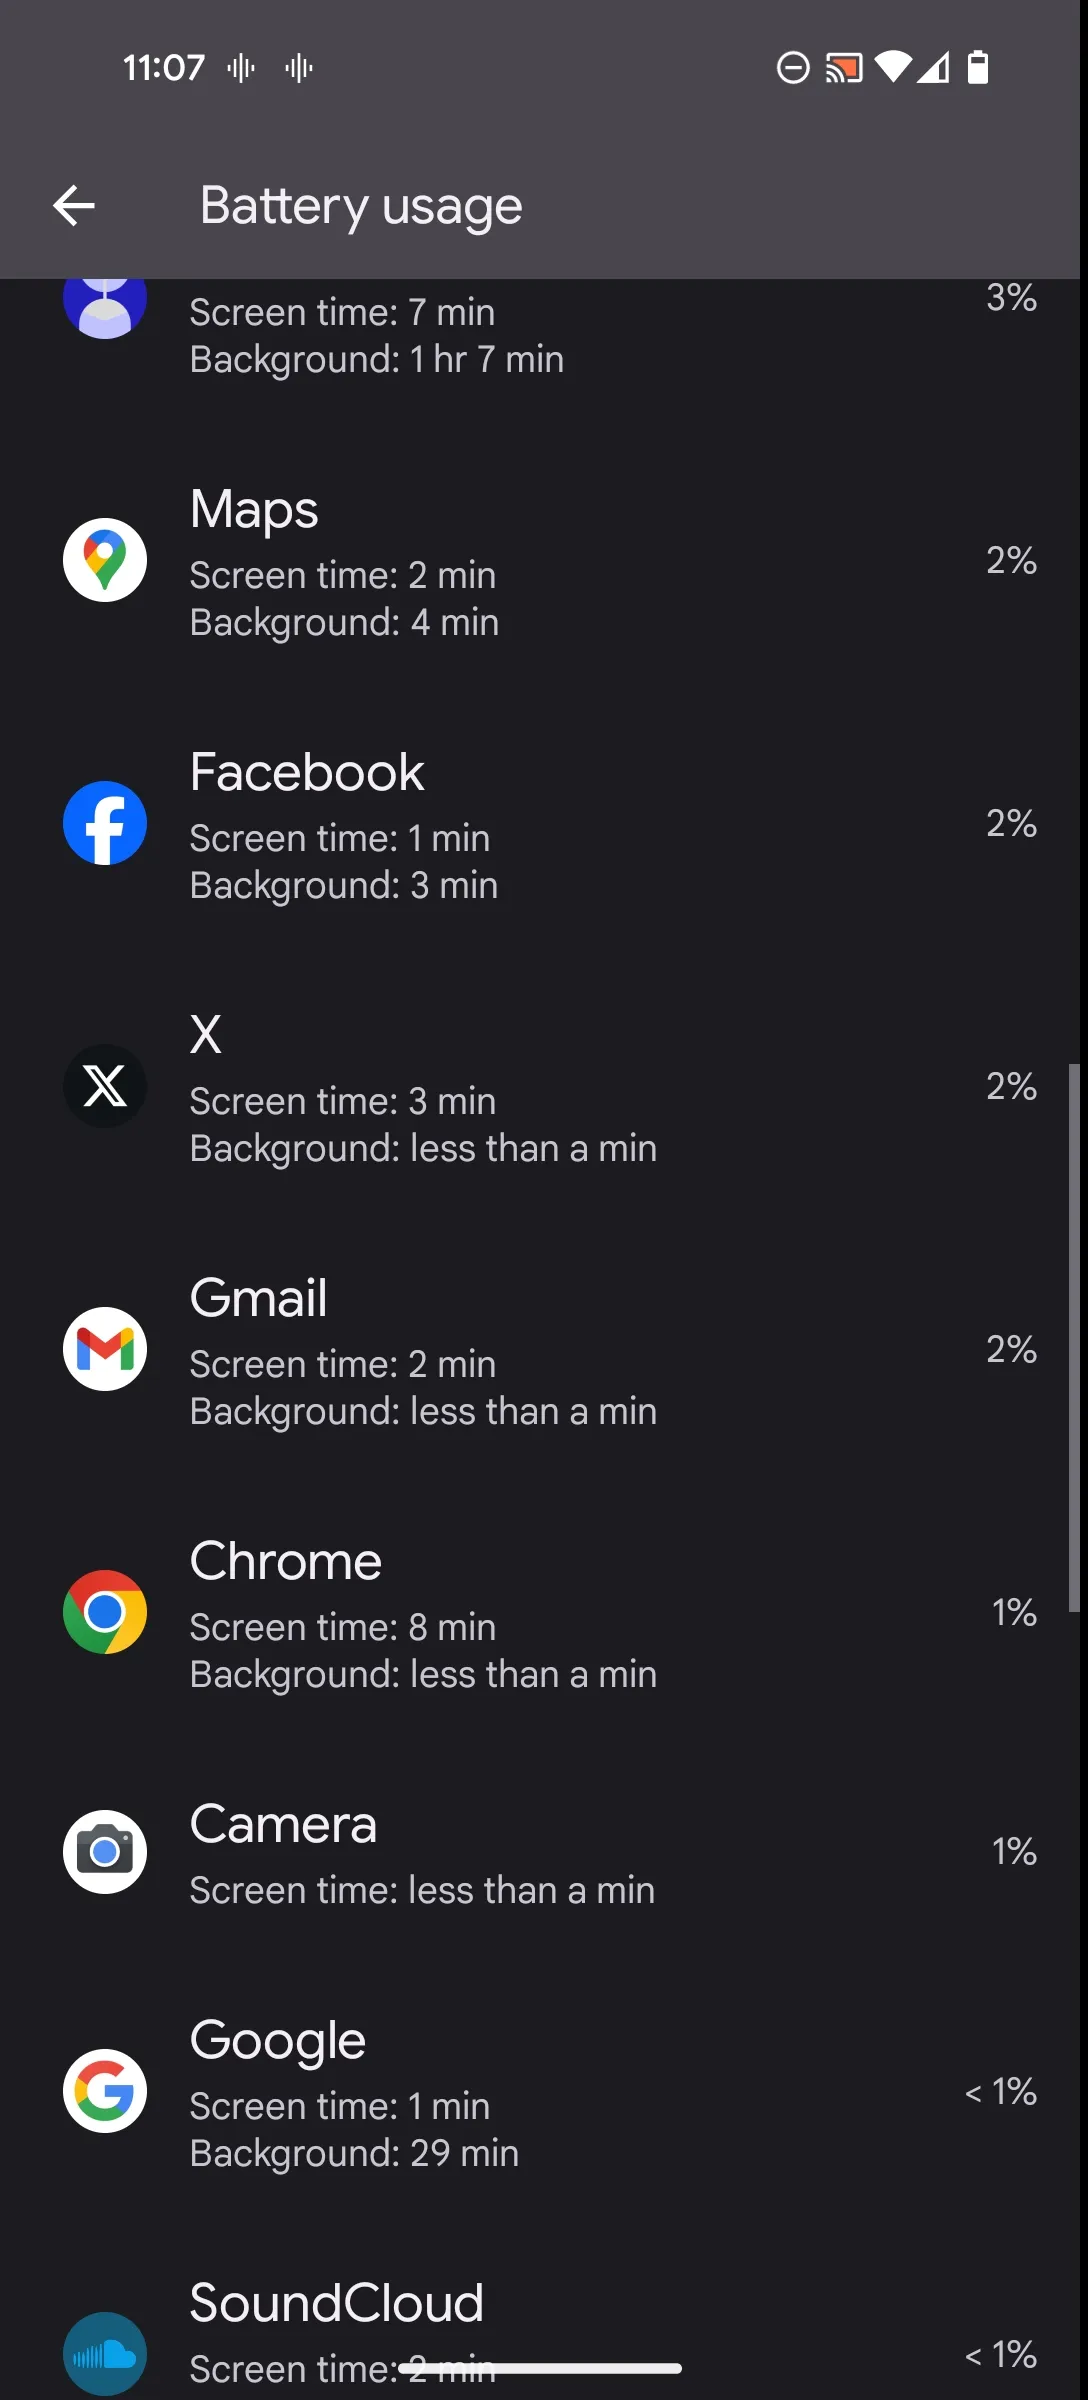 11:07
Battery usage
Screen time: 7 min
3%
Background: 1 hr 7 min
Maps
Screen time: 2 min
2%
Background: 4 min
Facebook
Screen time: 1 min
2%
Background: 3 min
X
Screen time: 3 min
2%
Background: less than a min
Gmail
Screen time: 2 min
2%
Background: less than a min
Chrome
Screen time: 8 min
1%
Background: less than a min
Camera
Screen time: less than a min
1%
Google
Screen time: 1 min
< 1%
Background: 29 min
SoundCloud
Screen time: 2 min
< 1%